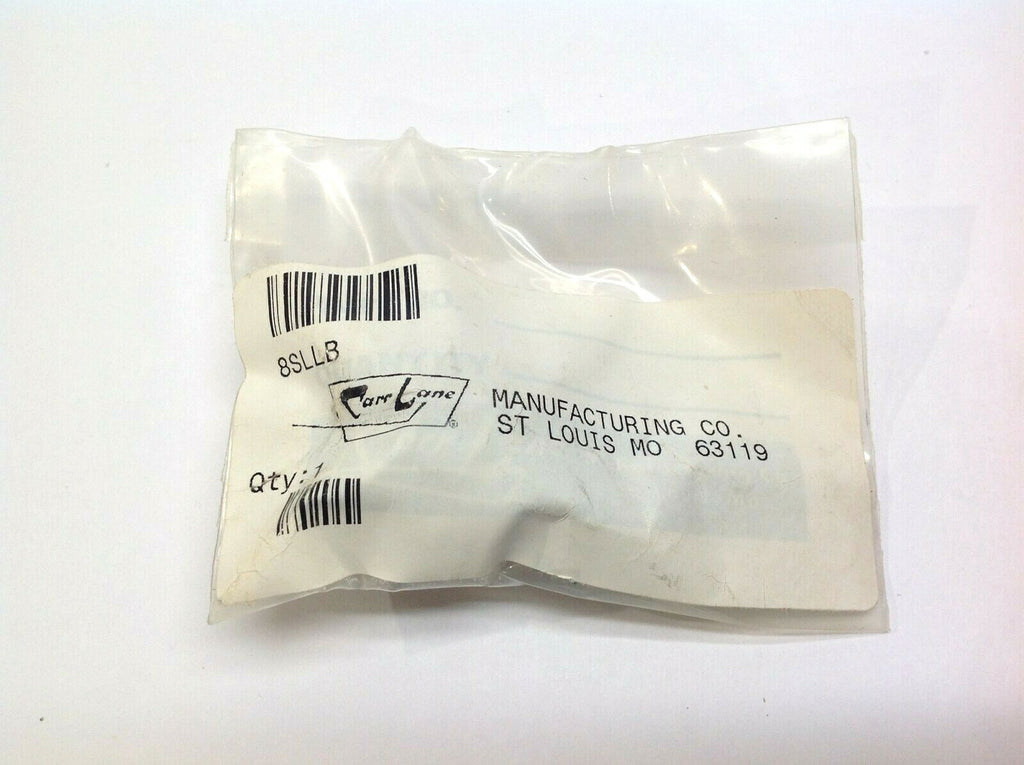 8SLLB
Carr Lane ®
MANUFACTURING CO.
ST LOUIS MO 63119
Qty:1